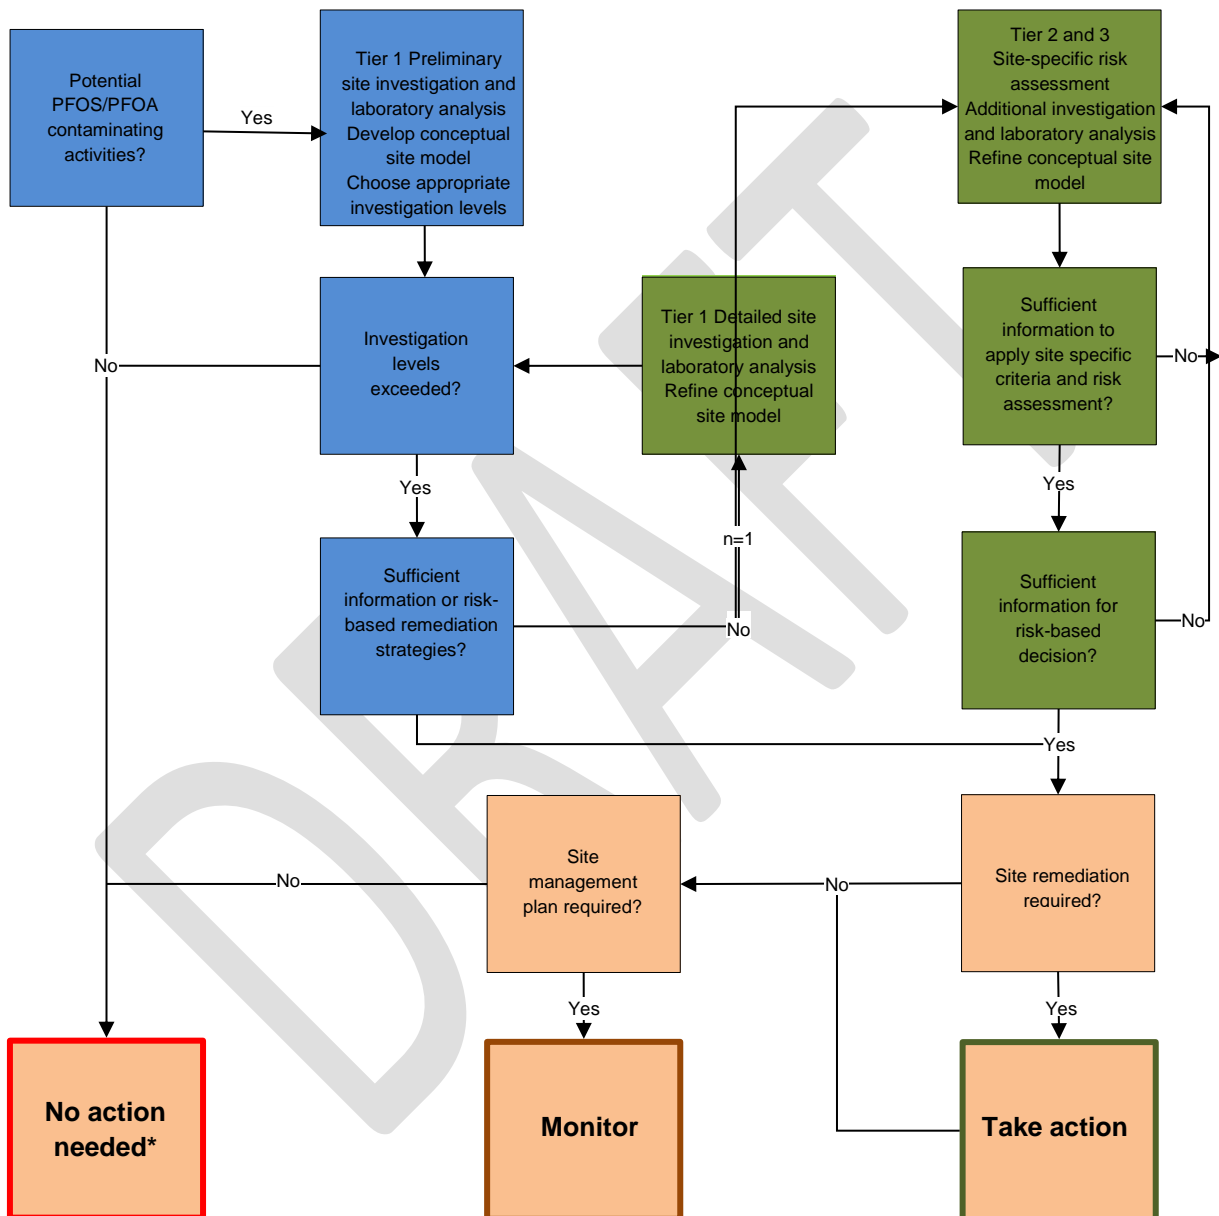 Potential
PFOS/PFOA
contaminating
activities?
Yes
Tier 1 Preliminary
site investigation and
laboratory analysis
Develop conceptual
site model
Choose appropriate
investigation levels
Tier 2 and 3
Site-specific risk
assessment
Additional investigation
and laboratory analysis
Refine conceptual site
model
No
Investigation
levels
exceeded?
Tier 1 Detailed site
investigation and
laboratory analysis
Refine conceptual
site model
Sufficient
information to
apply site specific
criteria and risk
assessment?
No
Yes
Yes
n=1
No
Sufficient
information or risk-
based remediation
strategies?
Sufficient
information for
risk-based
decision?
No
Yes
Site
management
plan required?
No
No
Site remediation
required?
Yes
Yes
No action
needed*
Monitor
Take action
DRAFT